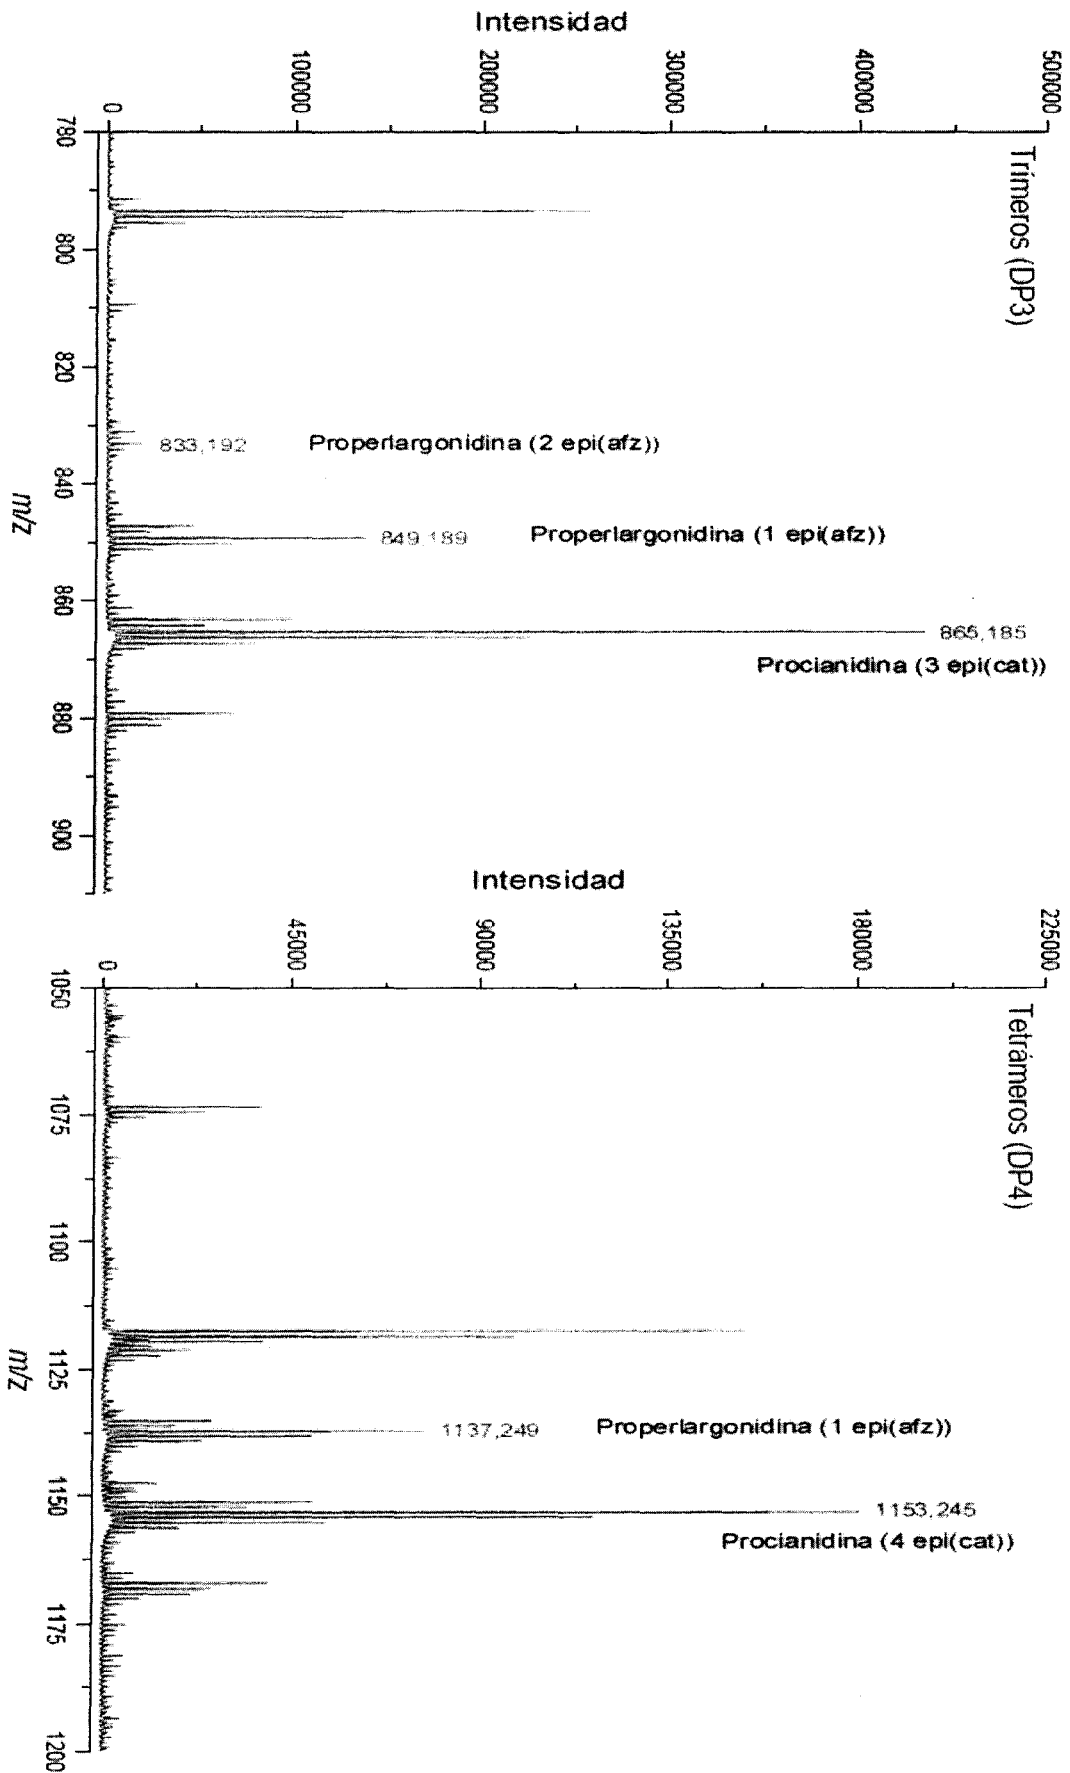 Trímeros (DP3)
Intensidad
500000
400000
300000
200000
100000
0
780
800
820
840
860
880
900
m/z
833,192
Properlargonidina (2 epi(afz))
849,189
Properlargonidina (1 epi(afz))
865,185
Procianidina (3 epi(cat))
Tetrámeros (DP4)
Intensidad
225000
180000
135000
90000
45000
0
1050
1075
1100
1125
1150
1175
1200
m/z
1137,249
Properlargonidina (1 epi(afz))
1153,245
Procianidina (4 epi(cat))